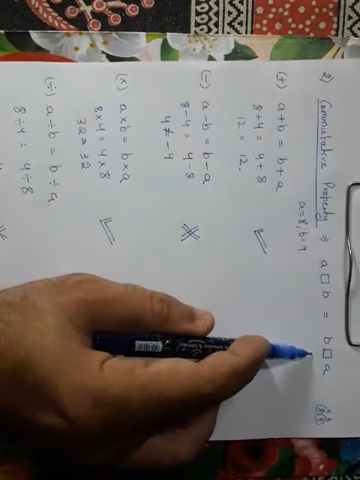 2) Commutative Property ⇒ a □ b = b □ a
a=8, b=4
(+) a+b = b+a
8+4 = 4+8
12 = 12.
(−) a−b = b−a
8−4 = 4−8
4 ≠ −4
(×) a×b = b×a
8×4 = 4×8
32 = 32
(÷) a÷b = b÷a
8÷4 = 4÷8